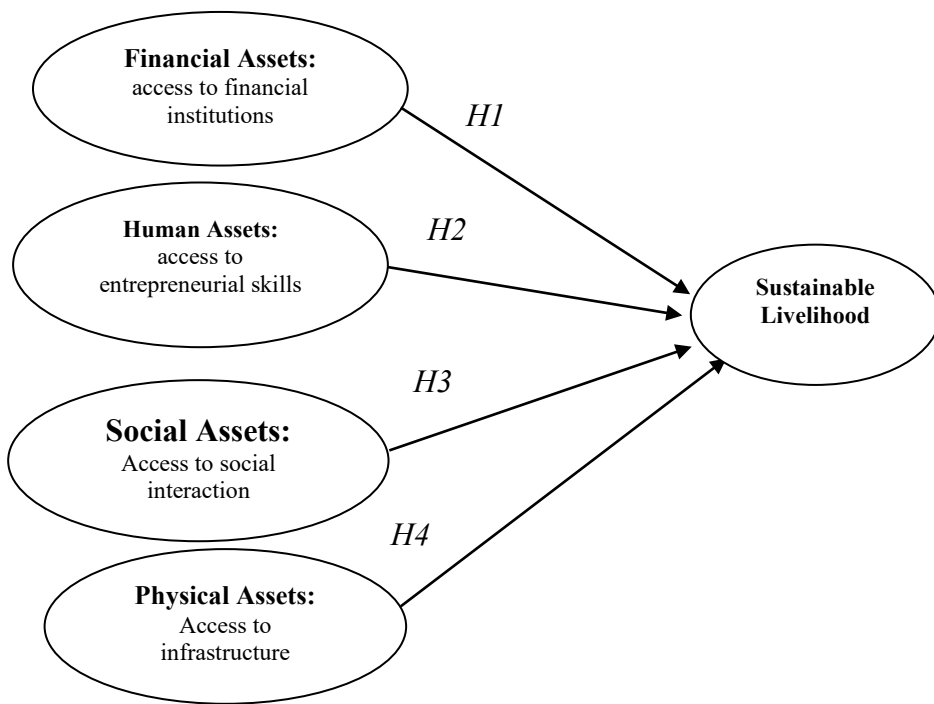 Financial Assets:
access to financial
institutions
H1
Human Assets:
access to
entrepreneurial skills
H2
Sustainable
Livelihood
H3
Social Assets:
Access to social
interaction
H4
Physical Assets:
Access to
infrastructure